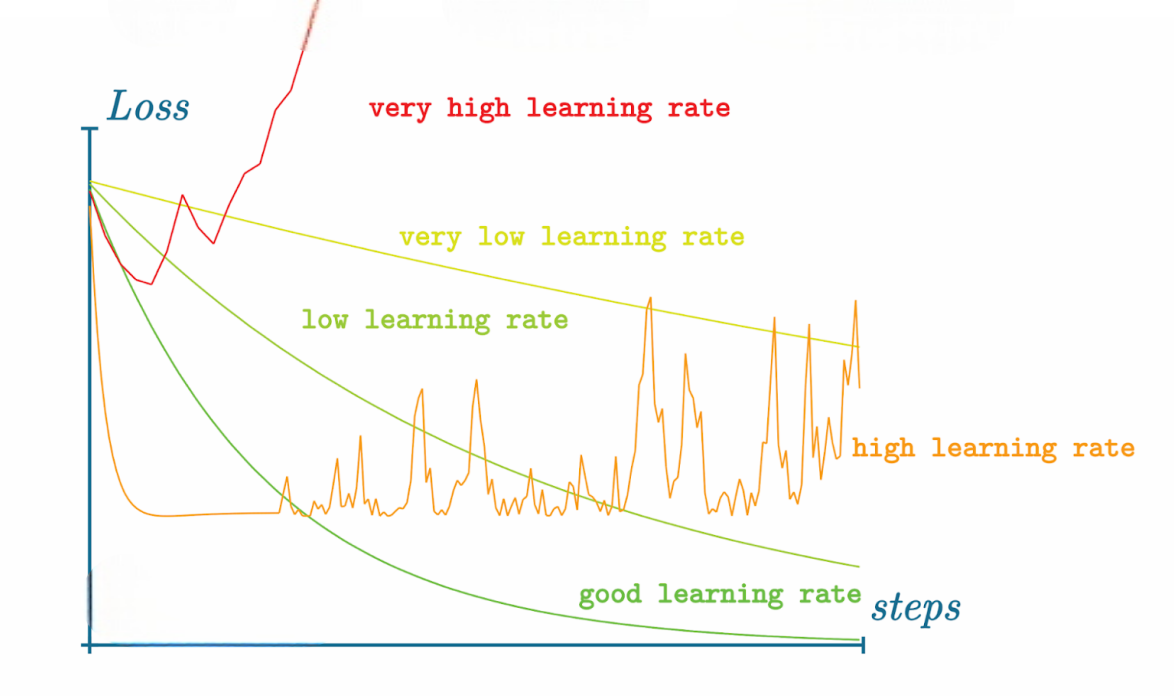 Loss
very high learning rate
very low learning rate
low learning rate
high learning rate
good learning rate
steps